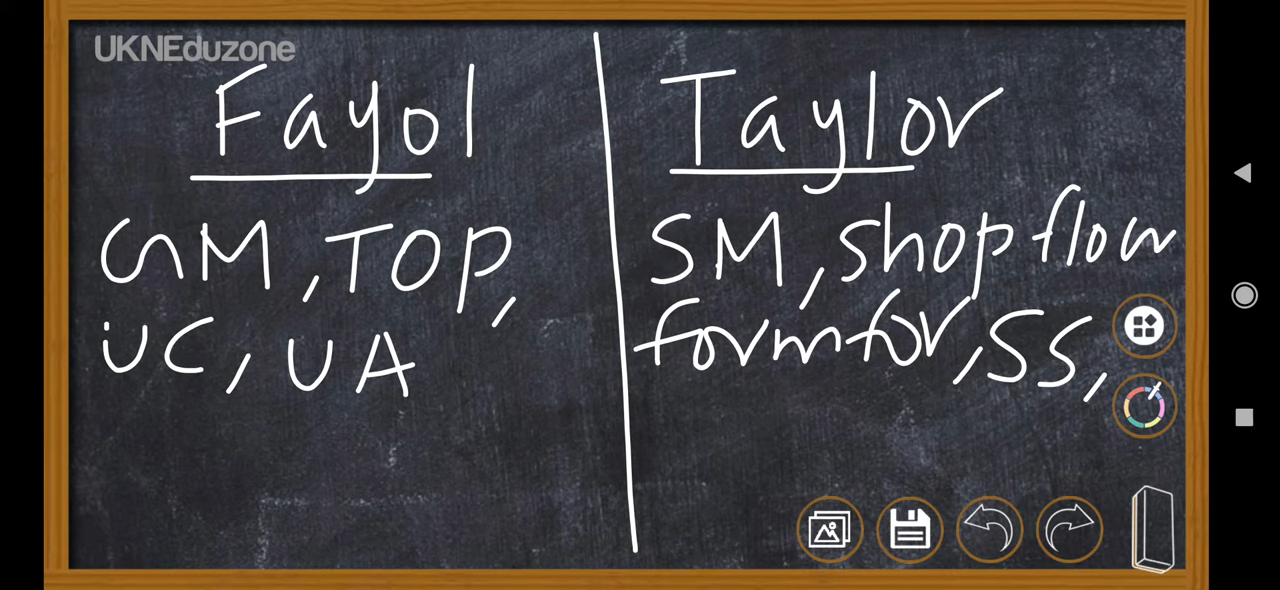 UKNEduzone
Fayol
GM, TOP,
UC, UA
Taylor
SM, shop flow
formfor, SS,